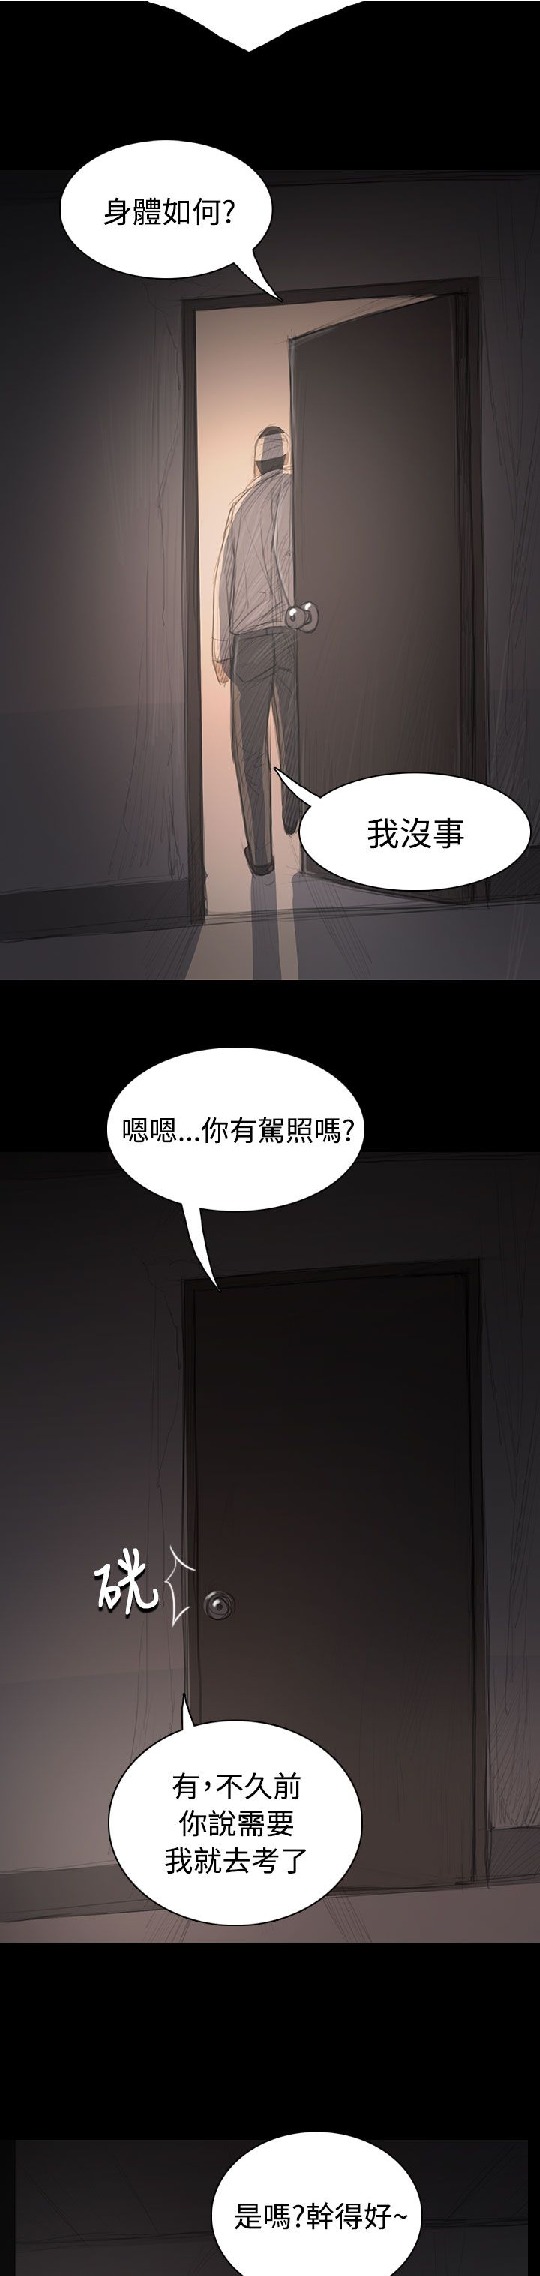 身體如何?
我沒事
嗯嗯...你有駕照嗎?
硄
有,不久前
你說需要
我就去考了
是嗎?幹得好~